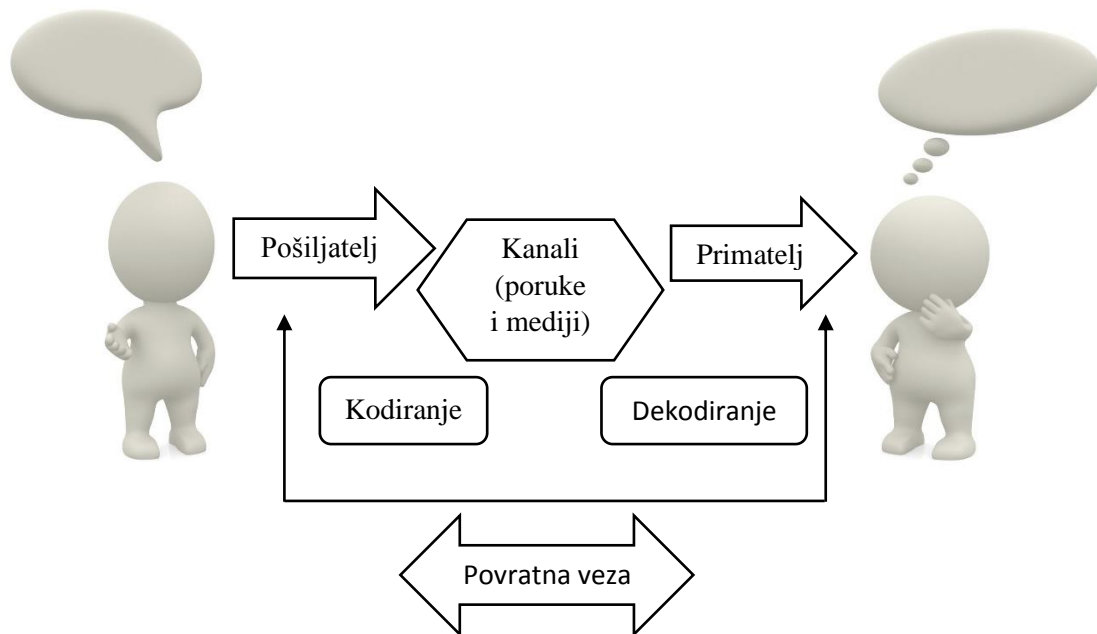 Pošiljatelj
Kanali
(poruke
i mediji)
Primatelj
Kodiranje
Dekodiranje
Povratna veza